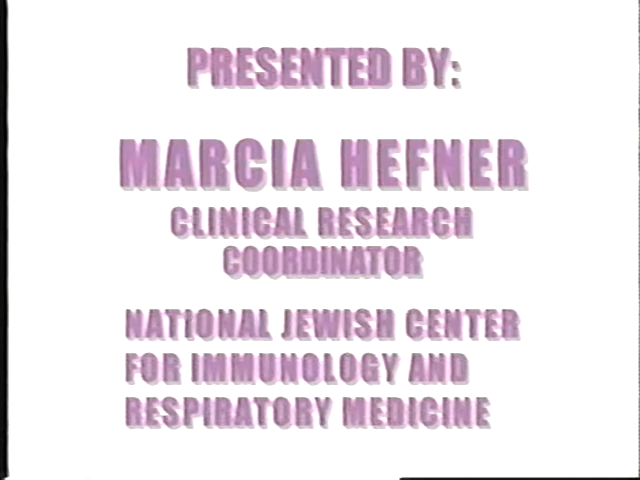 PRESENTED BY:
MARCIA HEFNER
CLINICAL RESEARCH
COORDINATOR
NATIONAL JEWISH CENTER
FOR IMMUNOLOGY AND
RESPIRATORY MEDICINE